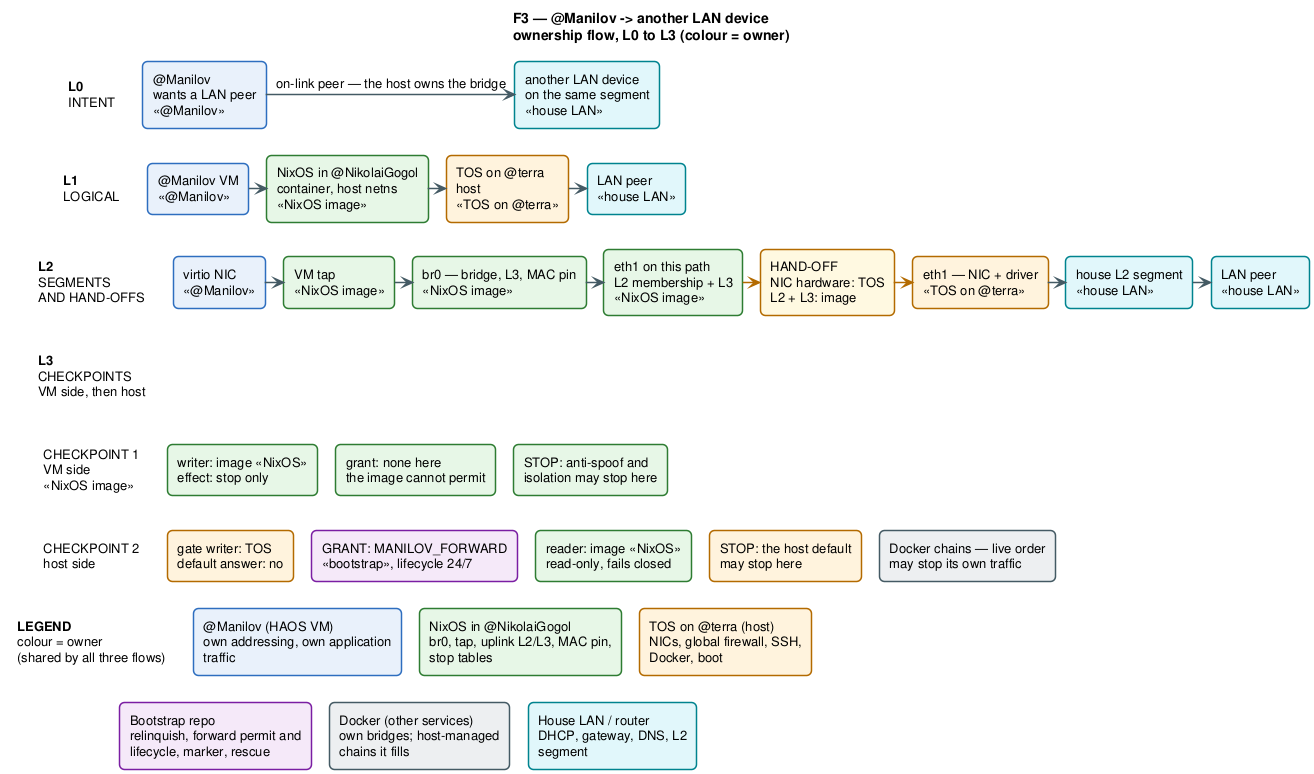 F3 — @Manilov -> another LAN device
ownership flow, L0 to L3 (colour = owner)
L0
INTENT
@Manilov
wants a LAN peer
«@Manilov»
on-link peer — the host owns the bridge
another LAN device
on the same segment
«house LAN»
L1
LOGICAL
@Manilov VM
«@Manilov»
NixOS in @NikolaiGogol
container, host netns
«NixOS image»
TOS on @terra
host
«TOS on @terra»
LAN peer
«house LAN»
L2
SEGMENTS
AND HAND-OFFS
virtio NIC
«@Manilov»
VM tap
«NixOS image»
br0 — bridge, L3, MAC pin
«NixOS image»
eth1 on this path
L2 membership + L3
«NixOS image»
HAND-OFF
NIC hardware: TOS
L2 + L3: image
eth1 — NIC + driver
«TOS on @terra»
house L2 segment
«house LAN»
LAN peer
«house LAN»
L3
CHECKPOINTS
VM side, then host
CHECKPOINT 1
VM side
«NixOS image»
writer: image «NixOS»
effect: stop only
grant: none here
the image cannot permit
STOP: anti-spoof and
isolation may stop here
CHECKPOINT 2
host side
gate writer: TOS
default answer: no
GRANT: MANILOV_FORWARD
«bootstrap», lifecycle 24/7
reader: image «NixOS»
read-only, fails closed
STOP: the host default
may stop here
Docker chains — live order
may stop its own traffic
LEGEND
colour = owner
(shared by all three flows)
@Manilov (HAOS VM)
own addressing, own application
traffic
NixOS in @NikolaiGogol
br0, tap, uplink L2/L3, MAC pin,
stop tables
TOS on @terra (host)
NICs, global firewall, SSH,
Docker, boot
Bootstrap repo
relinquish, forward permit and
lifecycle, marker, rescue
Docker (other services)
own bridges; host-managed
chains it fills
House LAN / router
DHCP, gateway, DNS, L2
segment